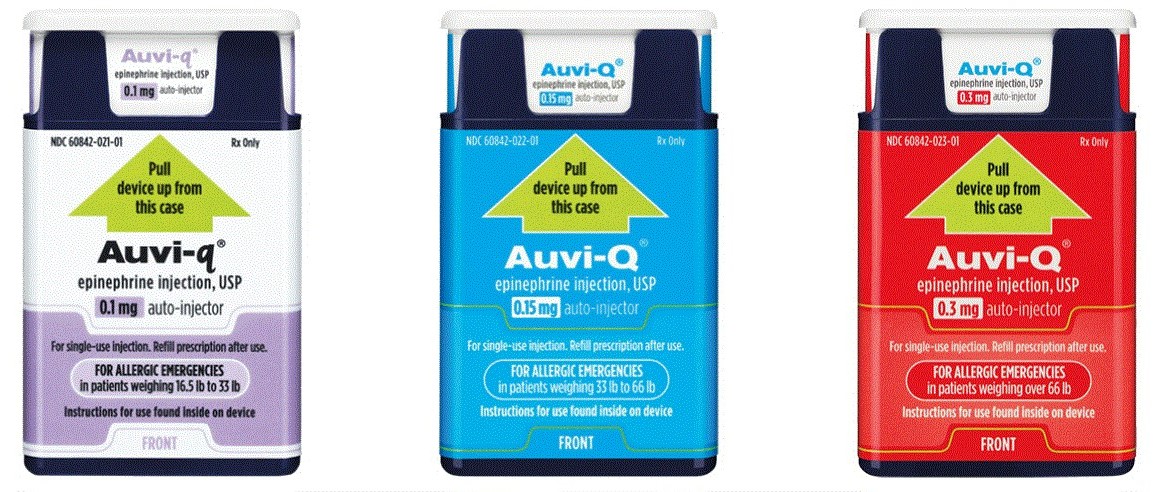 Auvi-q®
epinephrine injection, USP
0.1 mg auto-injector
NDC 60842-021-01 Rx Only
Pull
device up from
this case
Auvi-q®
epinephrine injection, USP
0.1 mg auto-injector
For single-use injection. Refill prescription after use.
FOR ALLERGIC EMERGENCIES
in patients weighing 16.5 lb to 33 lb
Instructions for use found inside on device
FRONT
Auvi-Q®
epinephrine injection, USP
0.15 mg auto-injector
NDC 60842-022-01 Rx Only
Pull
device up from
this case
Auvi-Q®
epinephrine injection, USP
0.15 mg auto-injector
For single-use injection. Refill prescription after use.
FOR ALLERGIC EMERGENCIES
in patients weighing 33 lb to 66 lb
Instructions for use found inside on device
FRONT
Auvi-Q®
epinephrine injection, USP
0.3 mg auto-injector
NDC 60842-023-01 Rx Only
Pull
device up from
this case
Auvi-Q®
epinephrine injection, USP
0.3 mg auto-injector
For single-use injection. Refill prescription after use.
FOR ALLERGIC EMERGENCIES
in patients weighing over 66 lb
Instructions for use found inside on device
FRONT